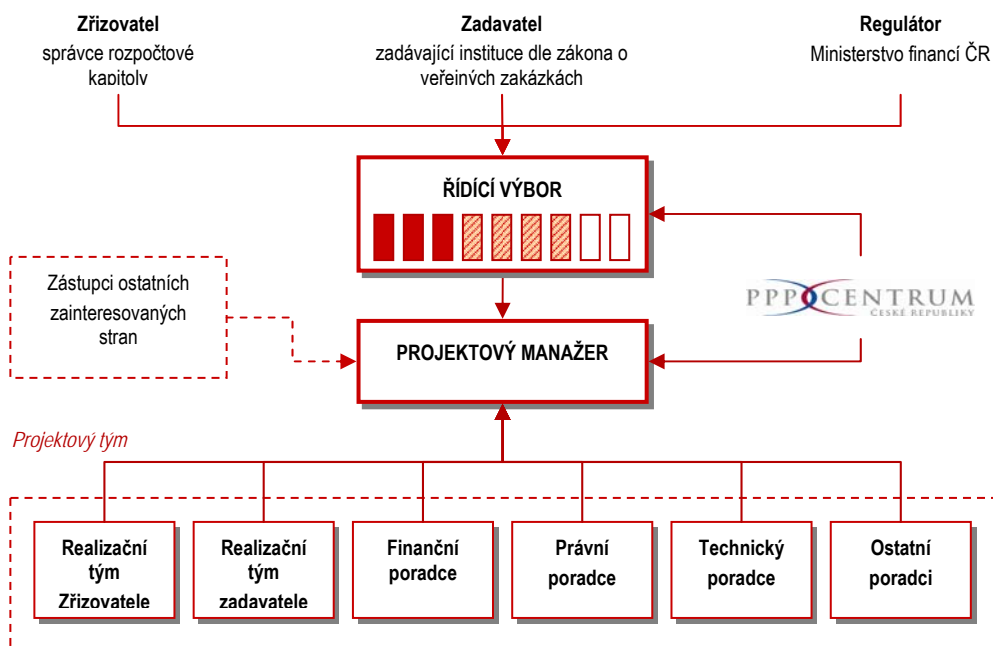 Zřizovatel
správce rozpočtové
kapitoly
Zadavatel
zadávající instituce dle zákona o
veřejných zakázkách
Regulátor
Ministerstvo financí ČR
ŘÍDÍCÍ VÝBOR
Zástupci ostatních
zainteresovaných
stran
PPP CENTRUM
ČESKÉ REPUBLIKY
PROJEKTOVÝ MANAŽER
Projektový tým
Realizační
tým
Zřizovatele
Realizační
tým
zadavatele
Finanční
poradce
Právní
poradce
Technický
poradce
Ostatní
poradci